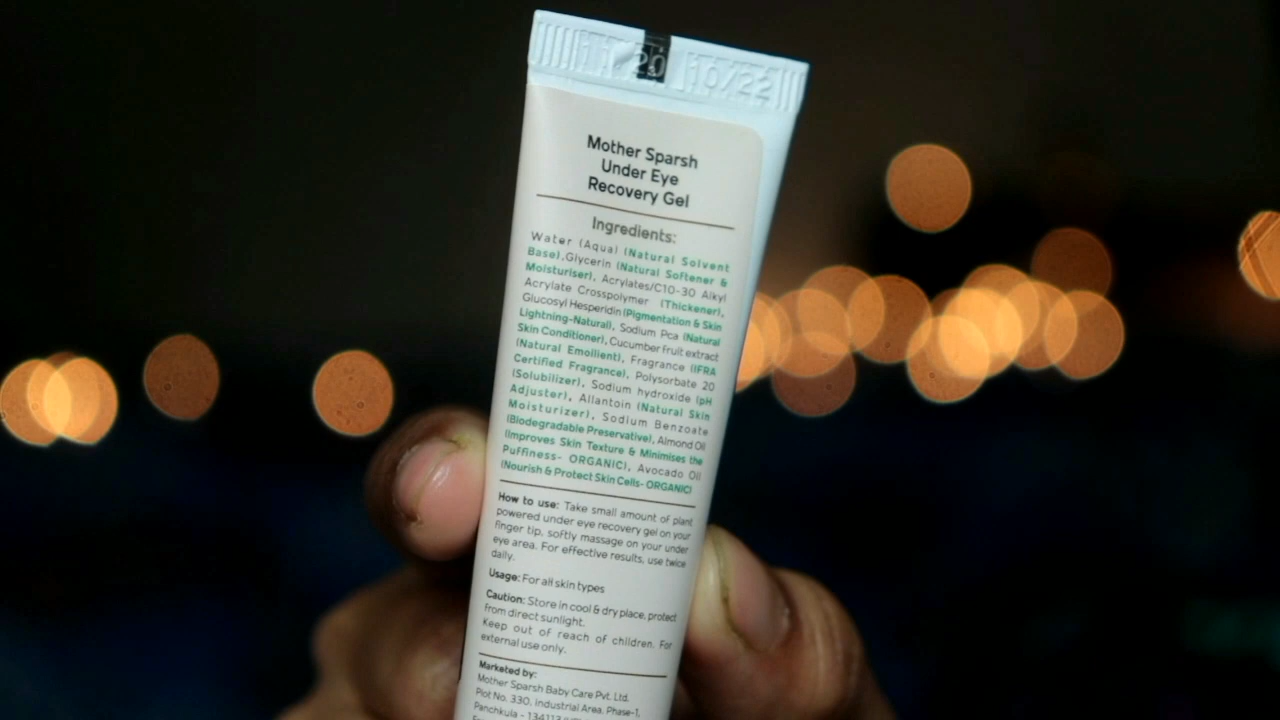 11/20 10/22
Mother Sparsh
Under Eye
Recovery Gel
Ingredients:
Water (Aqua) (Natural Solvent
Base),Glycerin (Natural Softener &
Moisturiser), Acrylates/C10-30 Alkyl
Acrylate Crosspolymer (Thickener),
Glucosyl Hesperidin (Pigmentation & Skin
Lightning-Natural), Sodium Pca (Natural
Skin Conditioner), Cucumber fruit extract
(Natural Emollient), Fragrance (IFRA
Certified Fragrance), Polysorbate 20
(Solubilizer), Sodium hydroxide (pH
Adjuster), Allantoin (Natural Skin
Moisturizer), Sodium Benzoate
(Biodegradable Preservative), Almond Oil
(Improves Skin Texture & Minimises the
Puffiness- ORGANIC), Avocado Oil
(Nourish & Protect Skin Cells- ORGANIC)
How to use: Take small amount of plant
powered under eye recovery gel on your
finger tip, softly massage on your under
eye area. For effective results, use twice
daily.
Usage: For all skin types
Caution: Store in cool & dry place, protect
from direct sunlight.
Keep out of reach of children. For
external use only.
Marketed by:
Mother Sparsh Baby Care Pvt. Ltd.
Plot No. 330, Industrial Area, Phase-1,
Panchkula - 134113